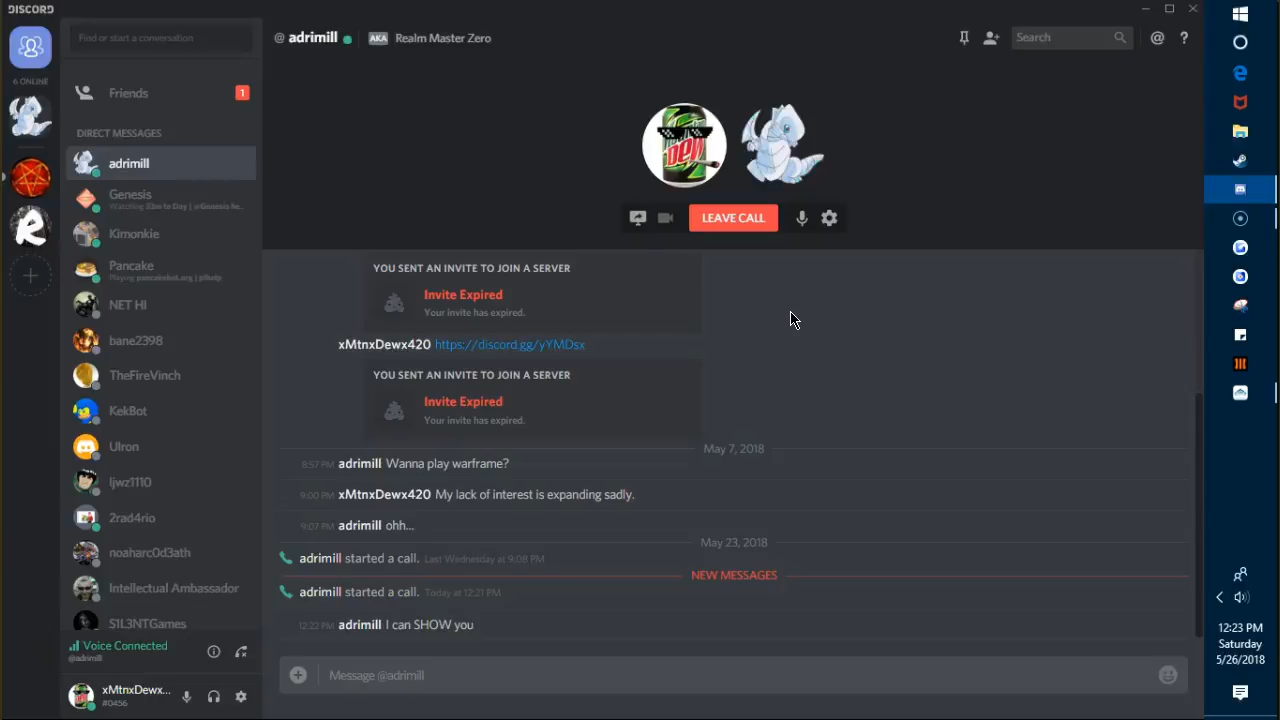 DISCORD
Find or start a conversation
@ adrimill AKA Realm Master Zero
Search
6 ONLINE
Friends 1
DIRECT MESSAGES
adrimill
Genesis
Kimonkie
Pancake
NET HI
bane2398
TheFireVinch
KekBot
Ulron
ljwz1110
2rad4rio
noaharc0d3ath
Intellectual Ambassador
S1L3NTGames
Voice Connected
@adrimill
xMtnxDewx...
#0456
LEAVE CALL
YOU SENT AN INVITE TO JOIN A SERVER
Invite Expired
Your invite has expired.
xMtnxDewx420 https://discord.gg/yYMDsx
YOU SENT AN INVITE TO JOIN A SERVER
Invite Expired
Your invite has expired.
May 7, 2018
8:57 PM adrimill Wanna play warframe?
9:00 PM xMtnxDewx420 My lack of interest is expanding sadly.
9:07 PM adrimill ohh...
May 23, 2018
adrimill started a call. Last Wednesday at 9:08 PM
NEW MESSAGES
adrimill started a call. Today at 12:21 PM
12:22 PM adrimill I can SHOW you
Message @adrimill
12:23 PM
Saturday
5/26/2018